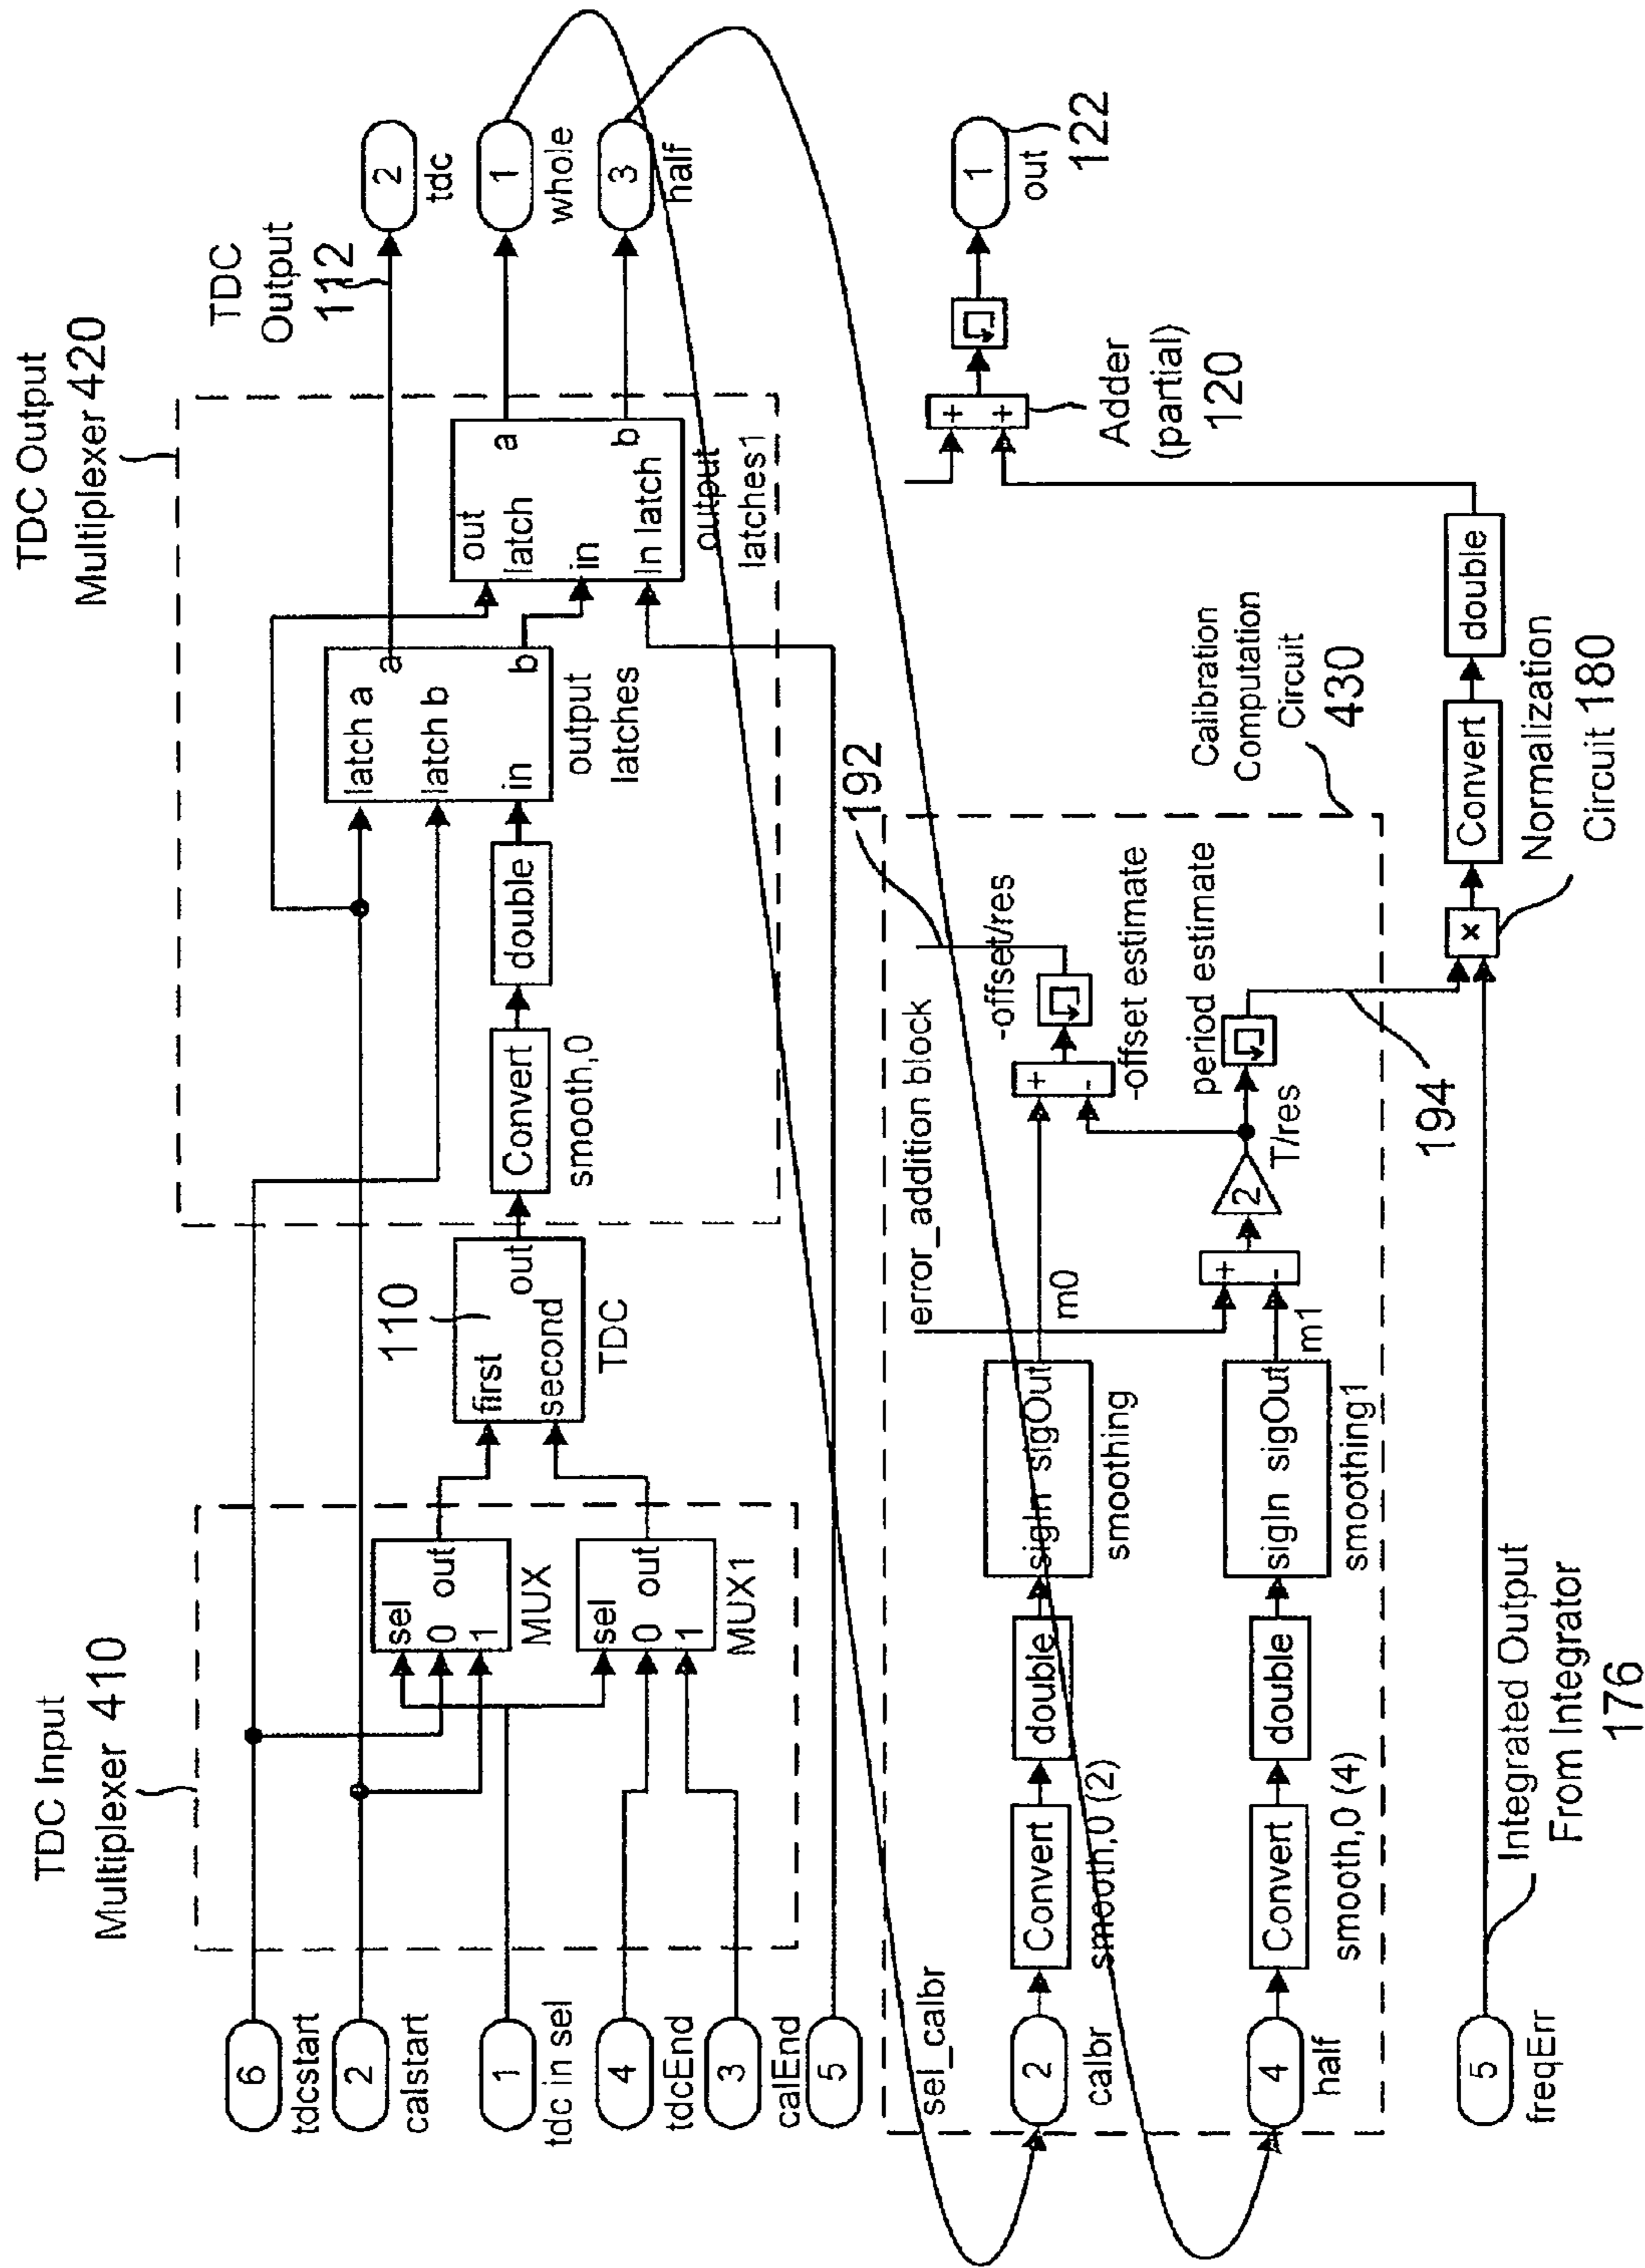 TDC Input
Multiplexer 410
TDC Output
Multiplexer 420
TDC
Output
112
6
tdcstart
2
calstart
1
tdc in sel
4
tdcEnd
3
calEnd
5
sel_calbr
sel
0 out
1
MUX
sel
0 out
1
MUX1
110
first
out
second
TDC
Convert
smooth,0
double
latch a
a
latch b
in
b
output
latches
out
latch
a
in
b
In latch
output
latches1
2
tdc
1
whole
3
half
2
calbr
Convert
smooth,0 (2)
double
sigIn sigOut
smoothing
m0
error_addition block
+
-
-offset estimate
-offset/res
192
4
half
Convert
smooth,0 (4)
double
sigIn sigOut
smoothing1
m1
+
-
2
T/res
period estimate
194
Calibration
Computation
Circuit
430
5
freqErr
Integrated Output
From Integrator
176
x
Normalization
Circuit 180
Convert
double
+
+
Adder
(partial)
120
1
out
122